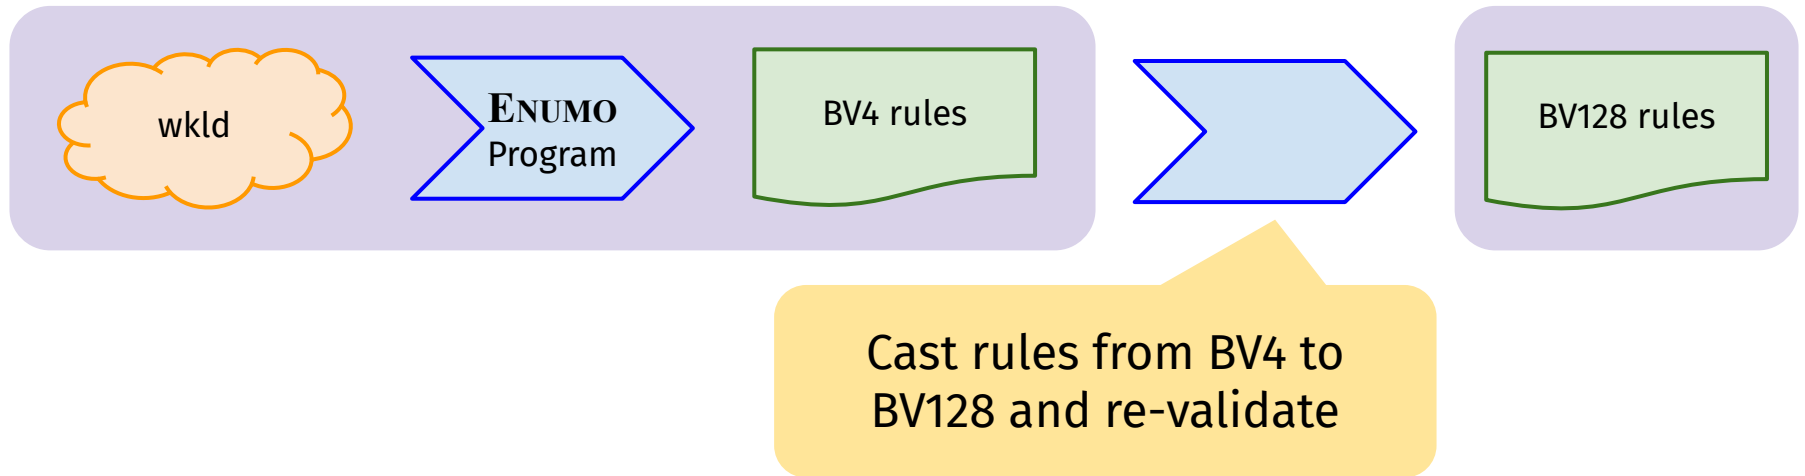 wkld
ENUMO
Program
BV4 rules
BV128 rules
Cast rules from BV4 to
BV128 and re-validate